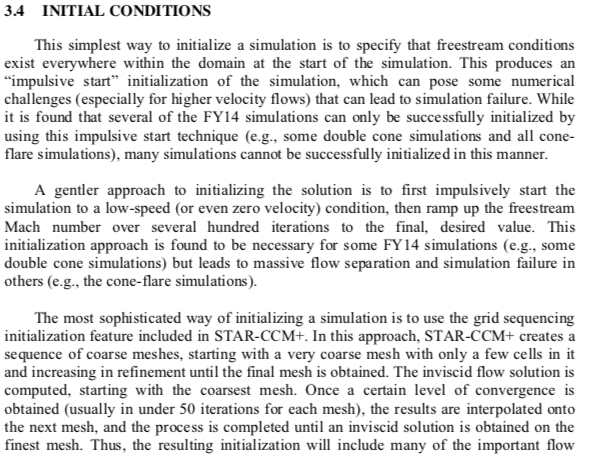 3.4 INITIAL CONDITIONS
This simplest way to initialize a simulation is to specify that freestream conditions
exist everywhere within the domain at the start of the simulation. This produces an
“impulsive start” initialization of the simulation, which can pose some numerical
challenges (especially for higher velocity flows) that can lead to simulation failure. While
it is found that several of the FY14 simulations can only be successfully initialized by
using this impulsive start technique (e.g., some double cone simulations and all cone-
flare simulations), many simulations cannot be successfully initialized in this manner.
A gentler approach to initializing the solution is to first impulsively start the
simulation to a low-speed (or even zero velocity) condition, then ramp up the freestream
Mach number over several hundred iterations to the final, desired value. This
initialization approach is found to be necessary for some FY14 simulations (e.g., some
double cone simulations) but leads to massive flow separation and simulation failure in
others (e.g., the cone-flare simulations).
The most sophisticated way of initializing a simulation is to use the grid sequencing
initialization feature included in STAR-CCM+. In this approach, STAR-CCM+ creates a
sequence of coarse meshes, starting with a very coarse mesh with only a few cells in it
and increasing in refinement until the final mesh is obtained. The inviscid flow solution is
computed, starting with the coarsest mesh. Once a certain level of convergence is
obtained (usually in under 50 iterations for each mesh), the results are interpolated onto
the next mesh, and the process is completed until an inviscid solution is obtained on the
finest mesh. Thus, the resulting initialization will include many of the important flow